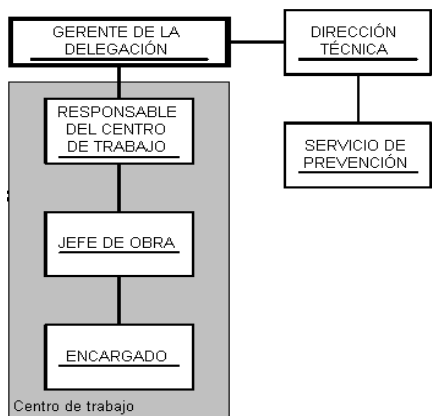 GERENTE DE LA
DELEGACIÓN
DIRECCIÓN
TÉCNICA
RESPONSABLE
DEL CENTRO
DE TRABAJO
SERVICIO DE
PREVENCIÓN
JEFE DE OBRA
ENCARGADO
Centro de trabajo